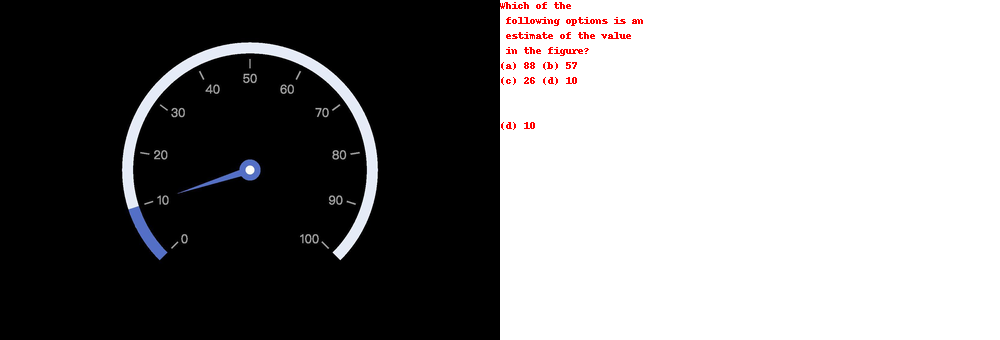 50
40
60
30
70
20
80
10
90
0
100
Which of the
following options is an
estimate of the value
in the figure?
(a) 88 (b) 57
(c) 26 (d) 10
(d) 10